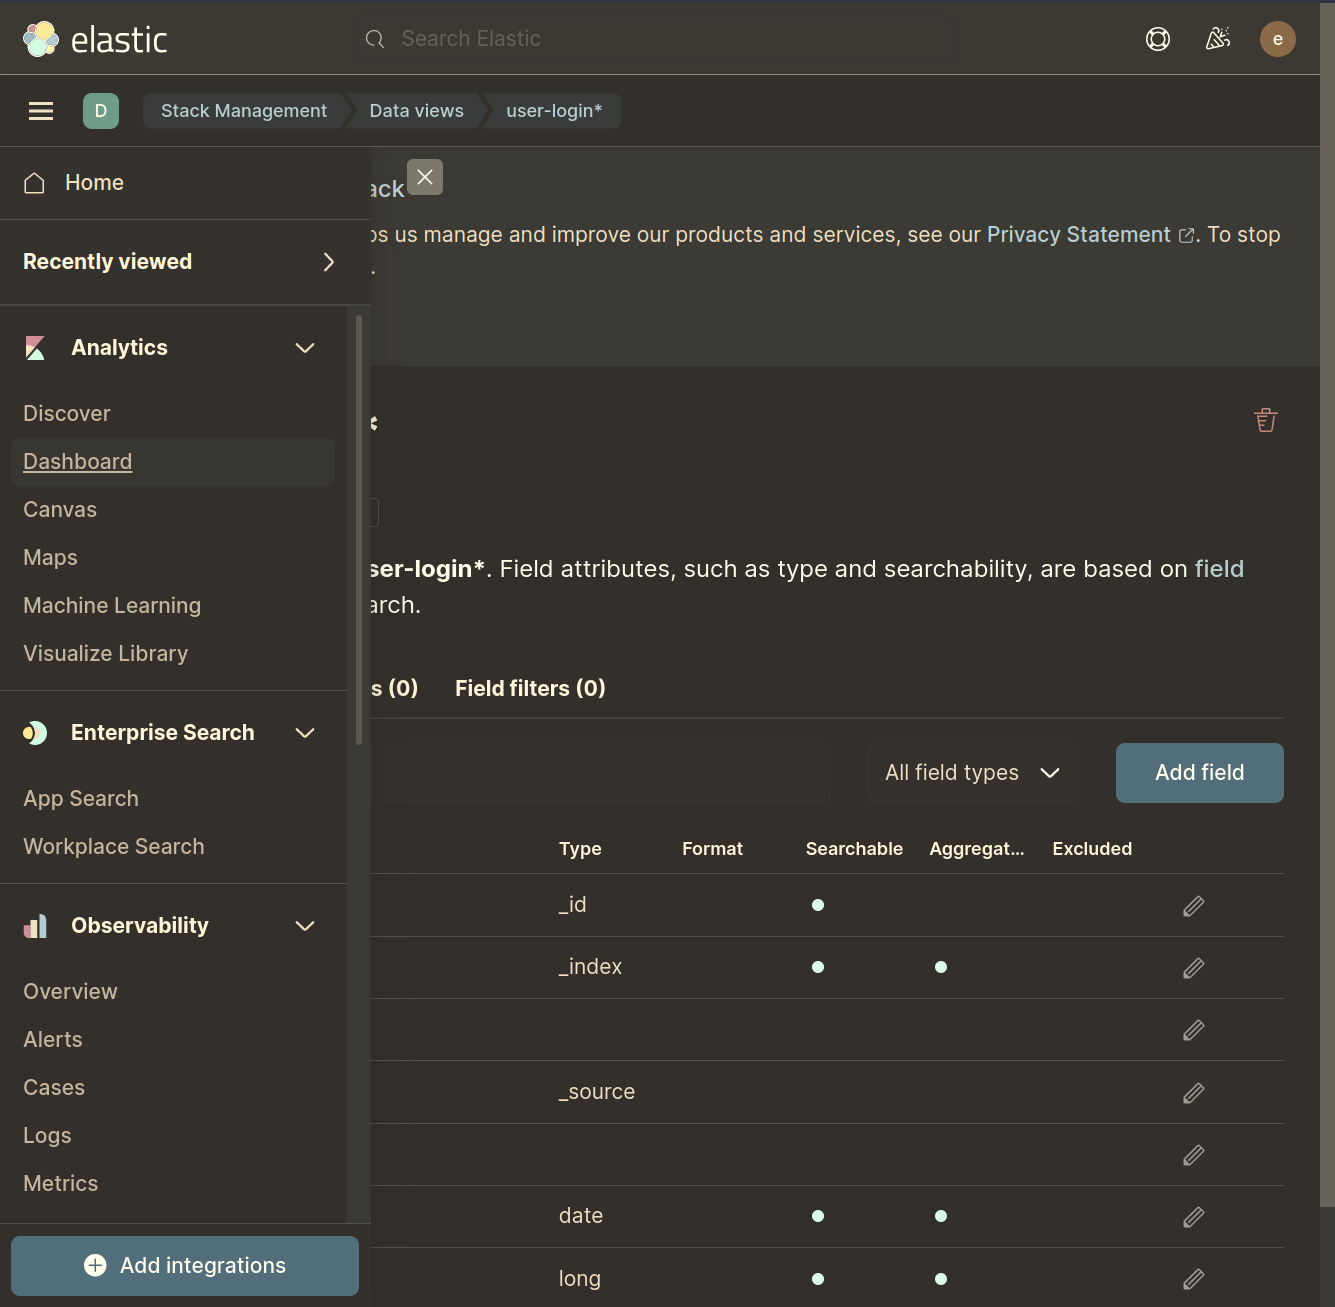 elastic
Search Elastic
e
D
Stack Management
Data views
user-login*
Home
Recently viewed
Analytics
Discover
Dashboard
Canvas
Maps
Machine Learning
Visualize Library
Enterprise Search
App Search
Workplace Search
Observability
Overview
Alerts
Cases
Logs
Metrics
Add integrations
ack
ps us manage and improve our products and services, see our Privacy Statement. To stop
.
*
ser-login*. Field attributes, such as type and searchability, are based on field
arch.
s (0)
Field filters (0)
All field types
Add field
Type Format Searchable Aggregat... Excluded
_id
_index
_source
date
long